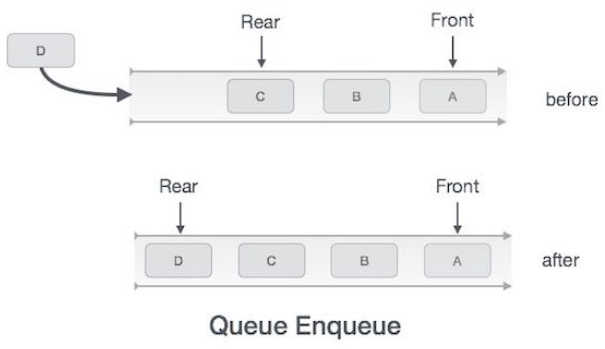 Rear Front
D
C B A before
Rear Front
D C B A after
Queue Enqueue